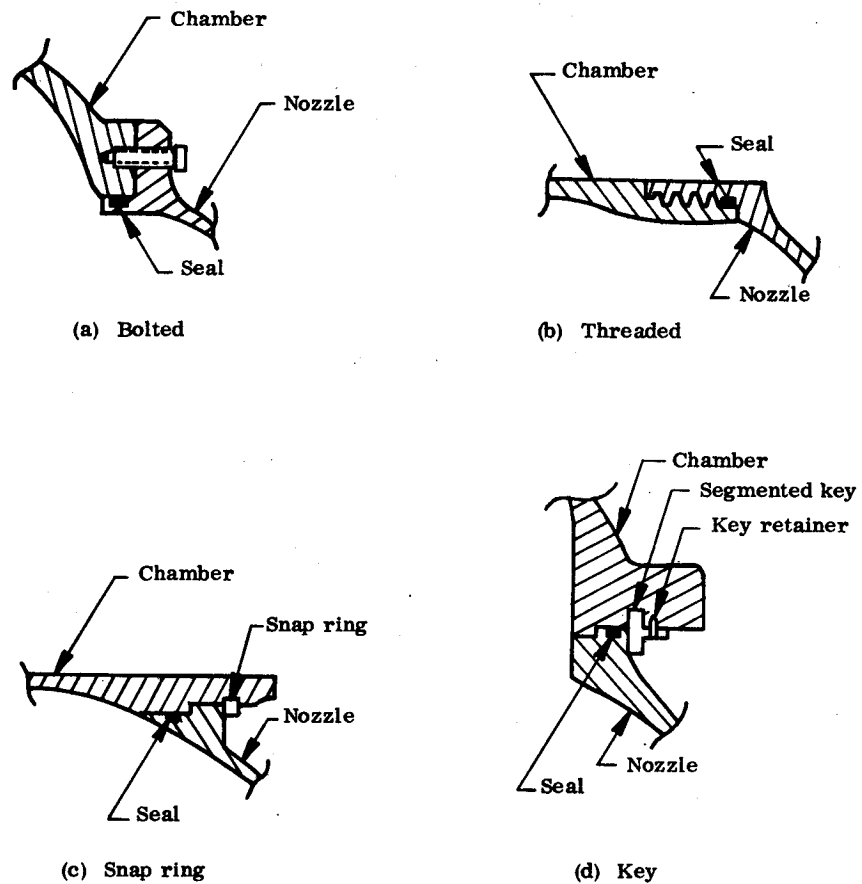 Chamber
Nozzle
Seal
(a) Bolted
Chamber
Seal
Nozzle
(b) Threaded
Chamber
Snap ring
Nozzle
Seal
(c) Snap ring
Chamber
Segmented key
Key retainer
Nozzle
Seal
(d) Key